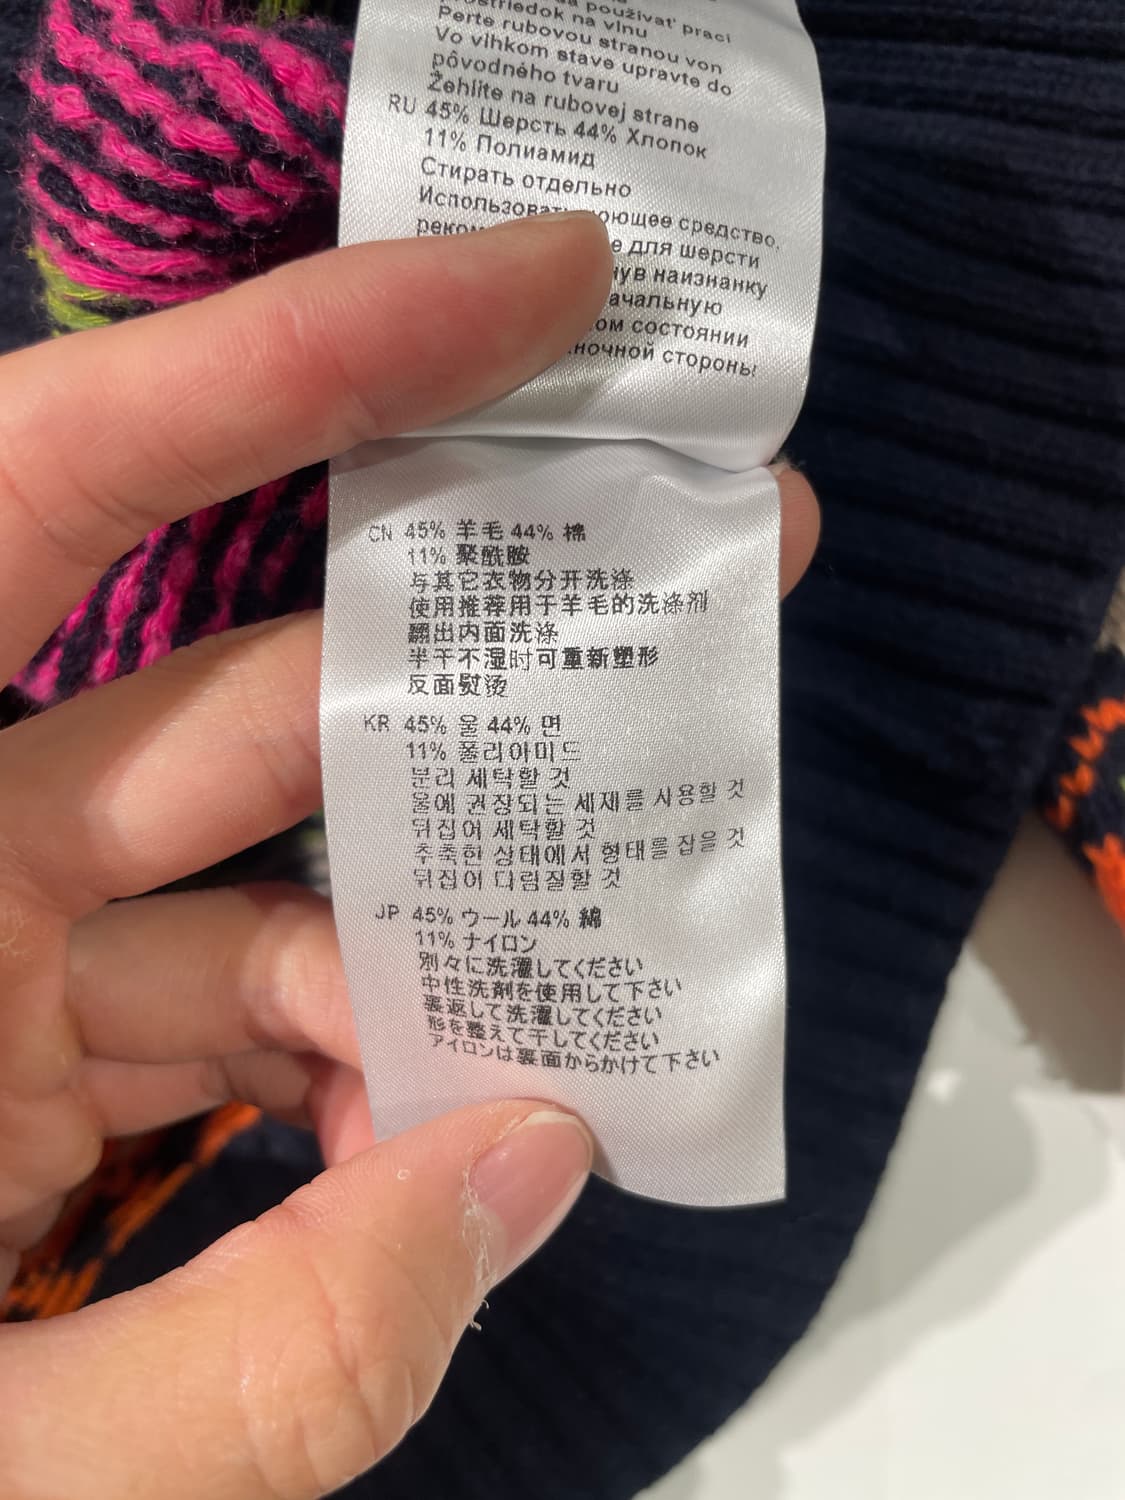 používať prací
prostriedok na vlnu
Perte rubovou stranou von
Vo vlhkom stave upravte do
pôvodného tvaru
Žehlite na rubovej strane
RU 45% Шерсть 44% Хлопок
11% Полиамид
Стирать отдельно
средство,
для шерсти
наизнанку
состоянии
CN 45% 羊毛 44% 棉
11% 聚酰胺
与其它衣物分开洗涤
使用推荐用于羊毛的洗涤剂
翻出内面洗涤
半干不湿时可重新塑形
反面熨烫
KR 45% 울 44% 면
11% 폴리아미드
분리 세탁할 것
울에 권장되는 세제를 사용할 것
뒤집어 세탁할 것
추축한 상태에서 형태를 잡을 것
뒤집어 다림질할 것
JP 45% ウール 44% 綿
11% ナイロン
別々に洗濯してください
中性洗剤を使用して下さい
裏返して洗濯してください
形を整えて干してください
アイロンは裏面からかけて下さい